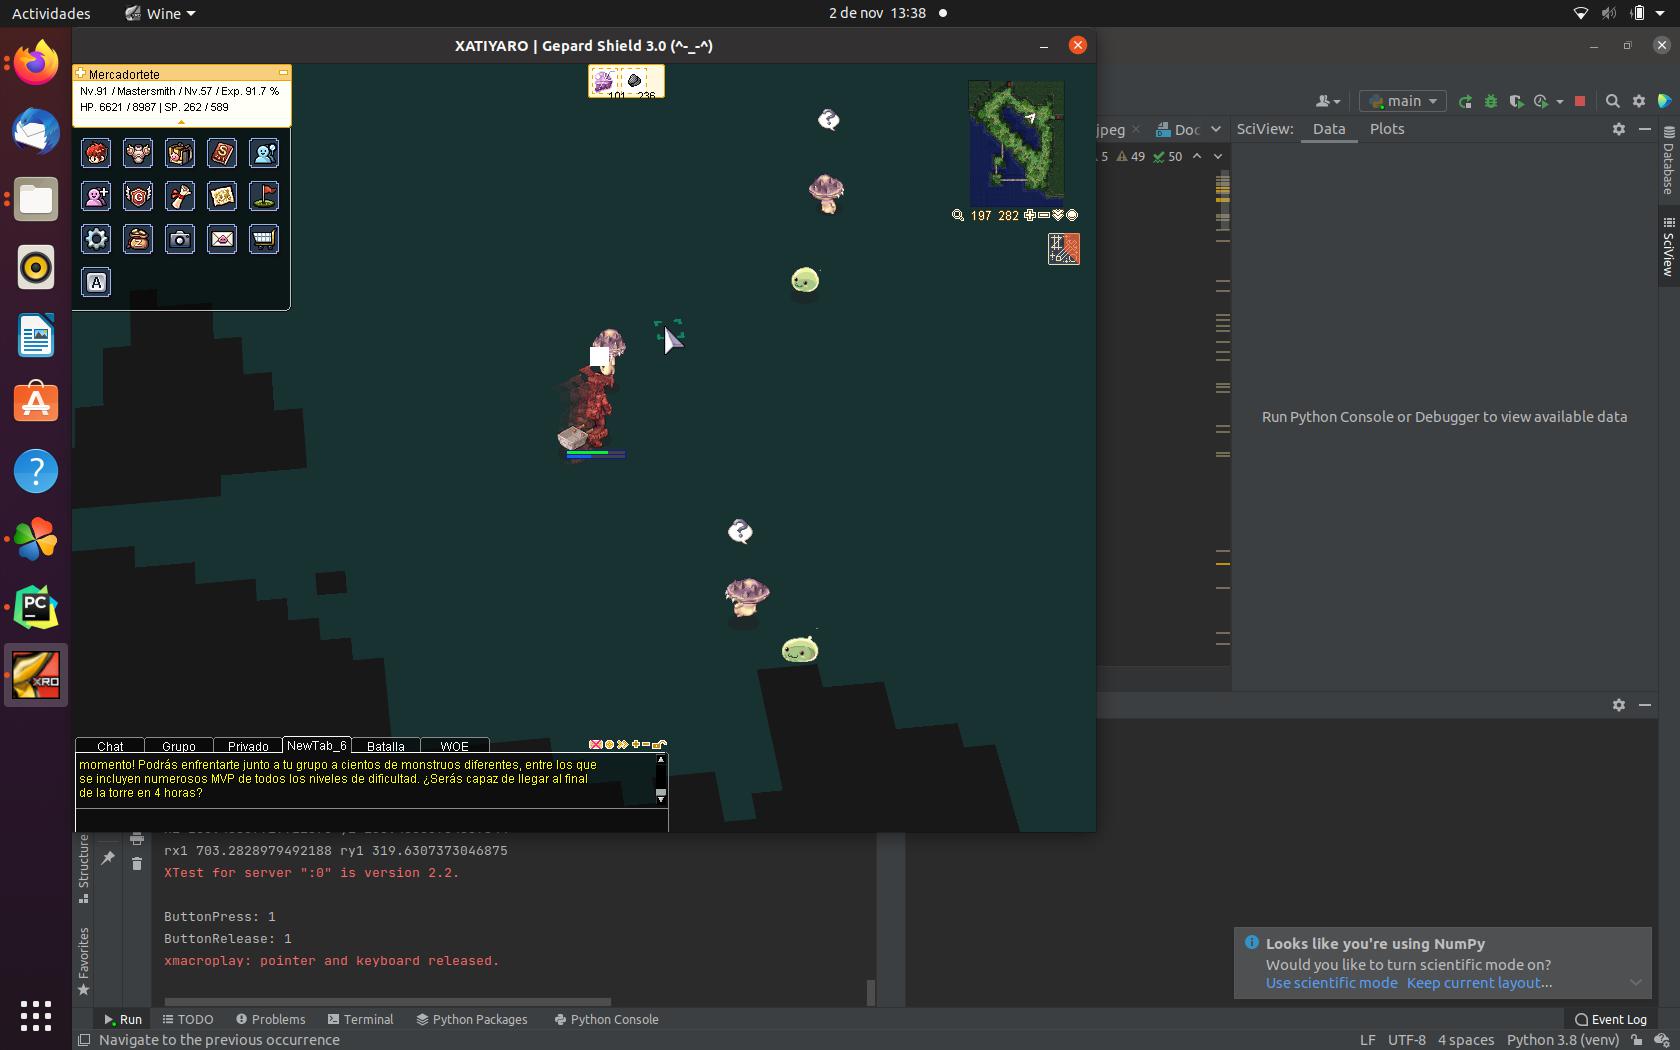 Actividades
Wine
2 de nov 13:38
XATIYARO | Gepard Shield 3.0 (^-_-^)
Mercadortete
Nv.91 / Mastersmith / Nv.57 / Exp. 91.7 %
HP. 6621 / 8987 | SP. 262 / 589
101 236
197 282
main
jpeg
Doc
SciView:
Data
Plots
5
49
50
Database
SciView
Run Python Console or Debugger to view available data
A
PC
XRO
Chat
Grupo
Privado
NewTab_6
Batalla
WOE
momento! Podrás enfrentarte junto a tu grupo a cientos de monstruos diferentes, entre los que
se incluyen numerosos MVP de todos los niveles de dificultad. ¿Serás capaz de llegar al final
de la torre en 4 horas?
Structure
Favorites
rx1 703.2828979492188 ry1 319.6307373046875
XTest for server ":0" is version 2.2.
ButtonPress: 1
ButtonRelease: 1
xmacroplay: pointer and keyboard released.
Looks like you're using NumPy
Would you like to turn scientific mode on?
Use scientific mode Keep current layout...
Run
TODO
Problems
Terminal
Python Packages
Python Console
Event Log
Navigate to the previous occurrence
LF UTF-8 4 spaces Python 3.8 (venv)